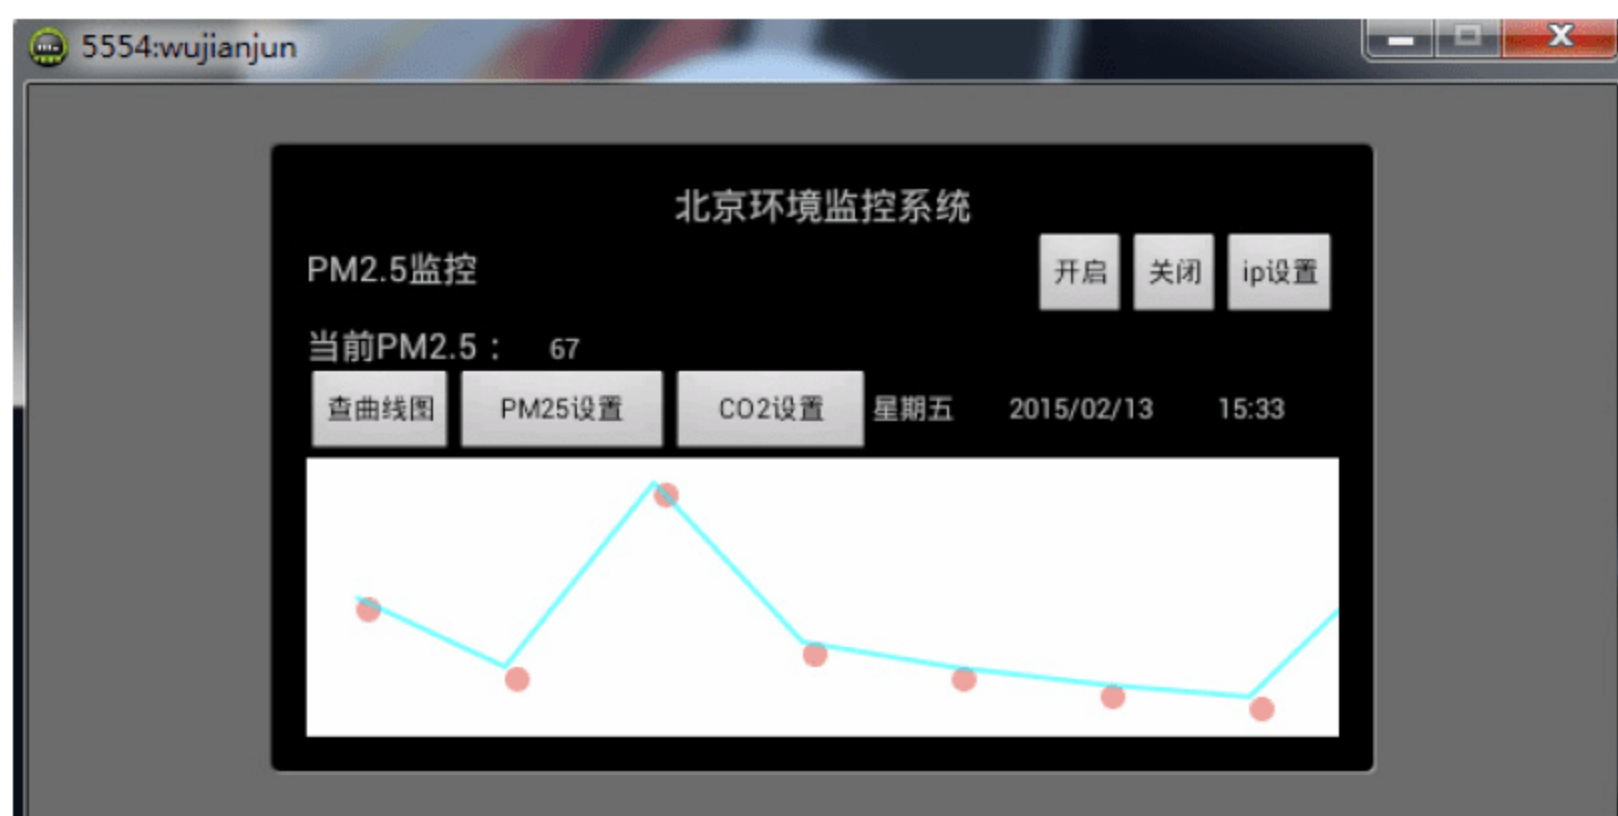 5554:wujianjun
北京环境监控系统
PM2.5监控 开启 关闭 ip设置
当前PM2.5： 67
查曲线图 PM25设置 CO2设置 星期五 2015/02/13 15:33